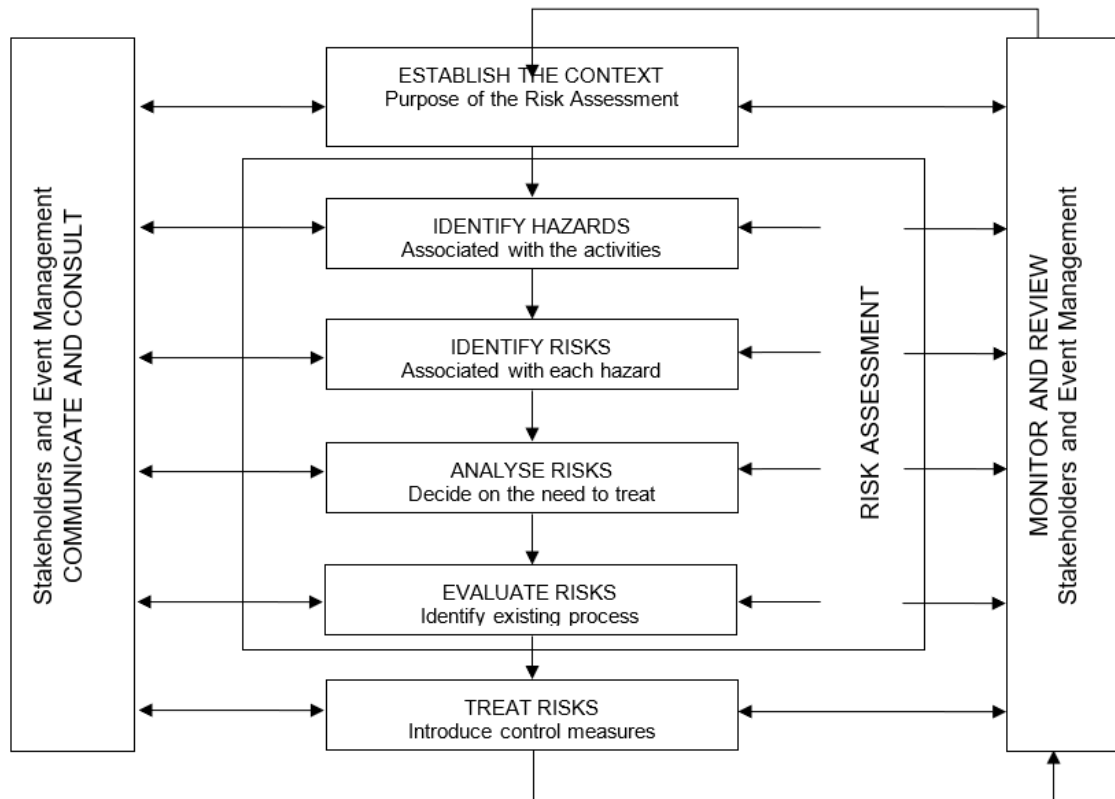 Stakeholders and Event Management
COMMUNICATE AND CONSULT
ESTABLISH THE CONTEXT
Purpose of the Risk Assessment
IDENTIFY HAZARDS
Associated with the activities
IDENTIFY RISKS
Associated with each hazard
ANALYSE RISKS
Decide on the need to treat
EVALUATE RISKS
Identify existing process
TREAT RISKS
Introduce control measures
RISK ASSESSMENT
MONITOR AND REVIEW
Stakeholders and Event Management